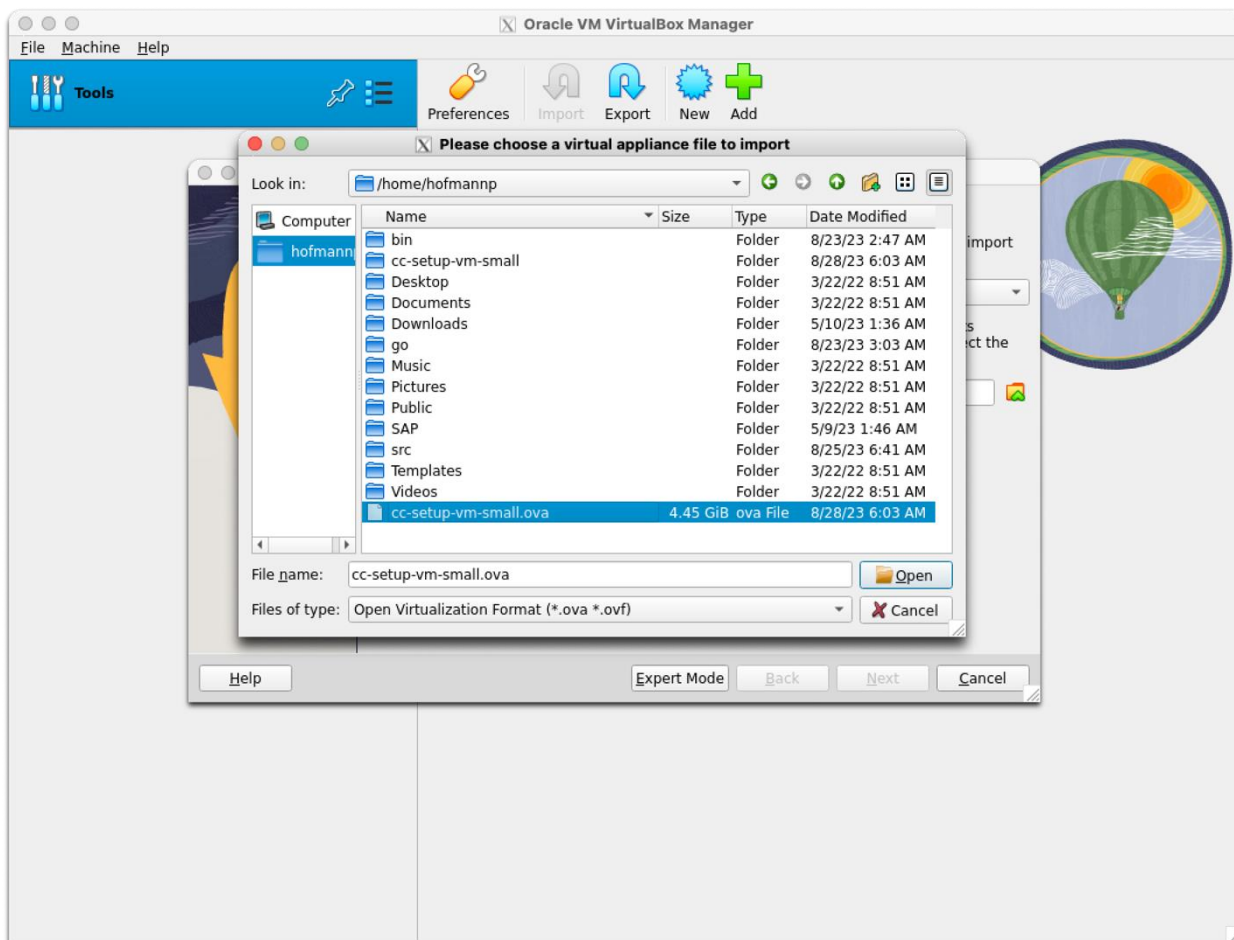 Oracle VM VirtualBox Manager
File Machine Help
Tools
Preferences Import Export New Add
Please choose a virtual appliance file to import
Look in: /home/hofmannp
Computer
hofmannp
Name Size Type Date Modified
bin Folder 8/23/23 2:47 AM
cc-setup-vm-small Folder 8/28/23 6:03 AM
Desktop Folder 3/22/22 8:51 AM
Documents Folder 3/22/22 8:51 AM
Downloads Folder 5/10/23 1:36 AM
go Folder 8/23/23 3:03 AM
Music Folder 3/22/22 8:51 AM
Pictures Folder 3/22/22 8:51 AM
Public Folder 3/22/22 8:51 AM
SAP Folder 5/9/23 1:46 AM
src Folder 8/25/23 6:41 AM
Templates Folder 3/22/22 8:51 AM
Videos Folder 3/22/22 8:51 AM
cc-setup-vm-small.ova 4.45 GiB ova File 8/28/23 6:03 AM
File name: cc-setup-vm-small.ova Open
Files of type: Open Virtualization Format (*.ova *.ovf) Cancel
import
the
Help Expert Mode Back Next Cancel